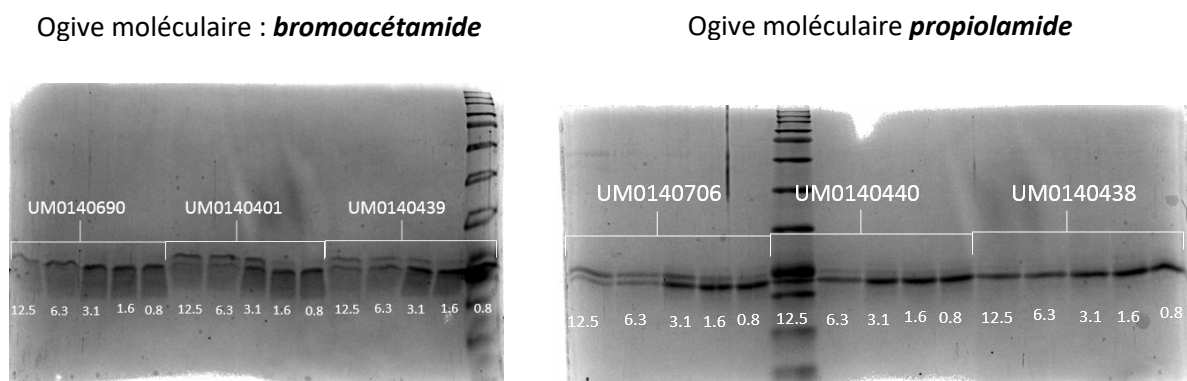 Ogive moléculaire : bromoacétamide
UM0140690 UM0140401 UM0140439
12.5 6.3 3.1 1.6 0.8 12.5 6.3 3.1 1.6 0.8 12.5 6.3 3.1 1.6 0.8
Ogive moléculaire propiolamide
UM0140706 UM0140440 UM0140438
12.5 6.3 3.1 1.6 0.8 12.5 6.3 3.1 1.6 0.8 12.5 6.3 3.1 1.6 0.8